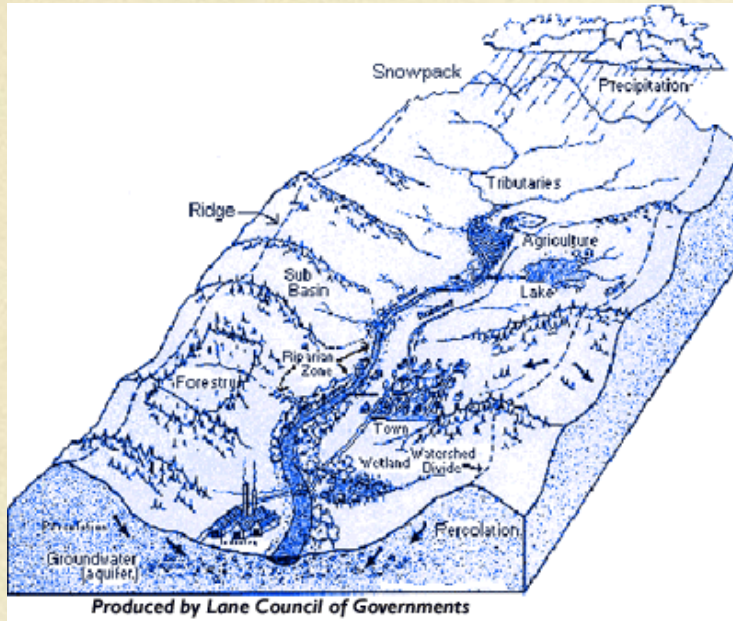 Snowpack
Precipitation
Tributaries
Ridge
Agriculture
Sub
Basin
Lake
Riparian
Zone
Forestry
Town
Wetland
Watershed
Divide
Percolation
Percolation
Groundwater
(aquifer)
Produced by Lane Council of Governments